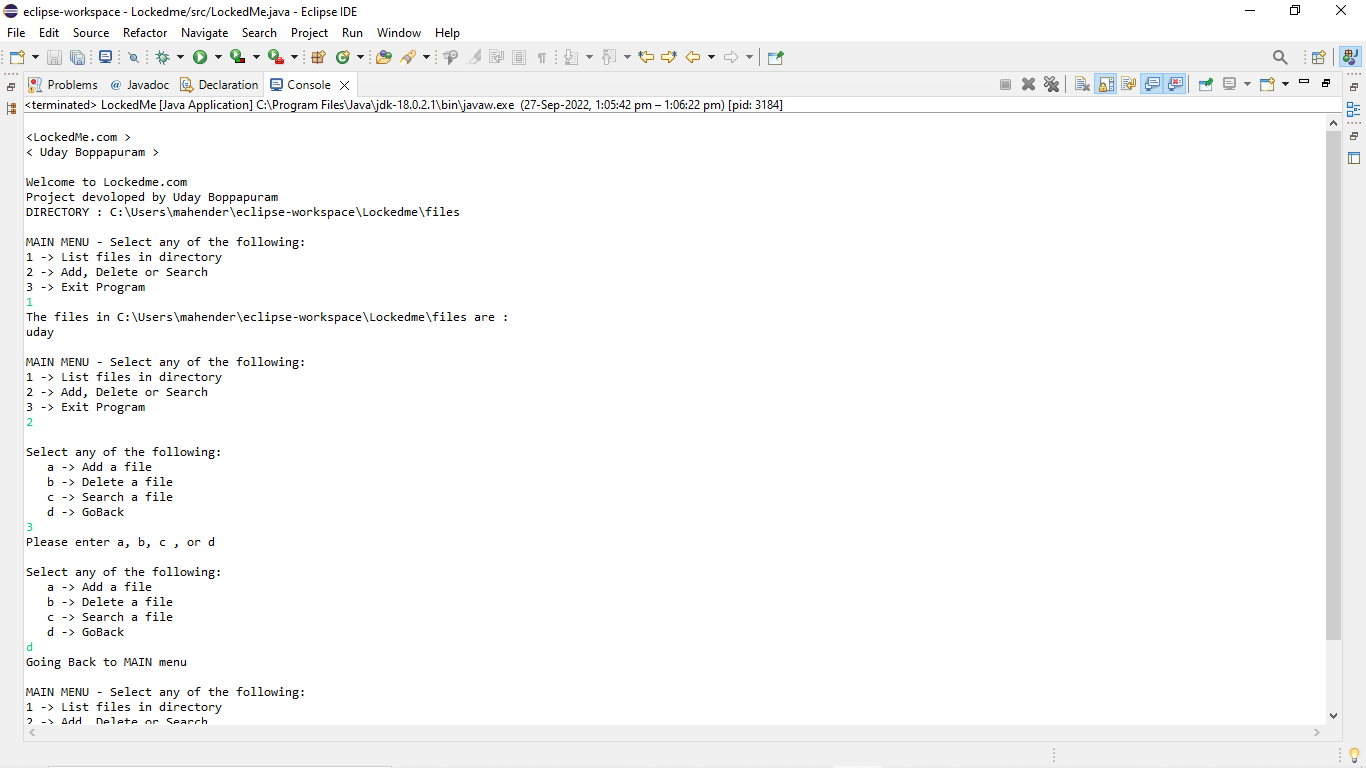 eclipse-workspace - Lockedme/src/LockedMe.java - Eclipse IDE
File Edit Source Refactor Navigate Search Project Run Window Help
Problems @ Javadoc Declaration Console
<terminated> LockedMe [Java Application] C:\Program Files\Java\jdk-18.0.2.1\bin\javaw.exe (27-Sep-2022, 1:05:42 pm – 1:06:22 pm) [pid: 3184]
<LockedMe.com >
< Uday Boppapuram >
Welcome to Lockedme.com
Project devoloped by Uday Boppapuram
DIRECTORY : C:\Users\mahender\eclipse-workspace\Lockedme\files
MAIN MENU - Select any of the following:
1 -> List files in directory
2 -> Add, Delete or Search
3 -> Exit Program
1
The files in C:\Users\mahender\eclipse-workspace\Lockedme\files are :
uday
MAIN MENU - Select any of the following:
1 -> List files in directory
2 -> Add, Delete or Search
3 -> Exit Program
2
Select any of the following:
a -> Add a file
b -> Delete a file
c -> Search a file
d -> GoBack
3
Please enter a, b, c , or d
Select any of the following:
a -> Add a file
b -> Delete a file
c -> Search a file
d -> GoBack
d
Going Back to MAIN menu
MAIN MENU - Select any of the following:
1 -> List files in directory
2 -> Add, Delete or Search